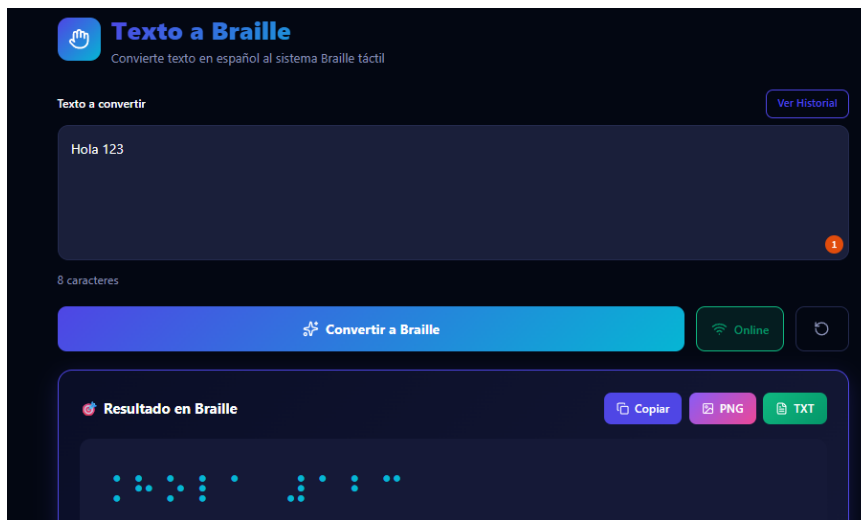 Texto a Braille
Convierte texto en español al sistema Braille táctil
Texto a convertir
Ver Historial
Hola 123
1
8 caracteres
Convertir a Braille
Online
Resultado en Braille
Copiar
PNG
TXT
⠨⠓⠕⠇⠁ ⠼⠁⠃⠉